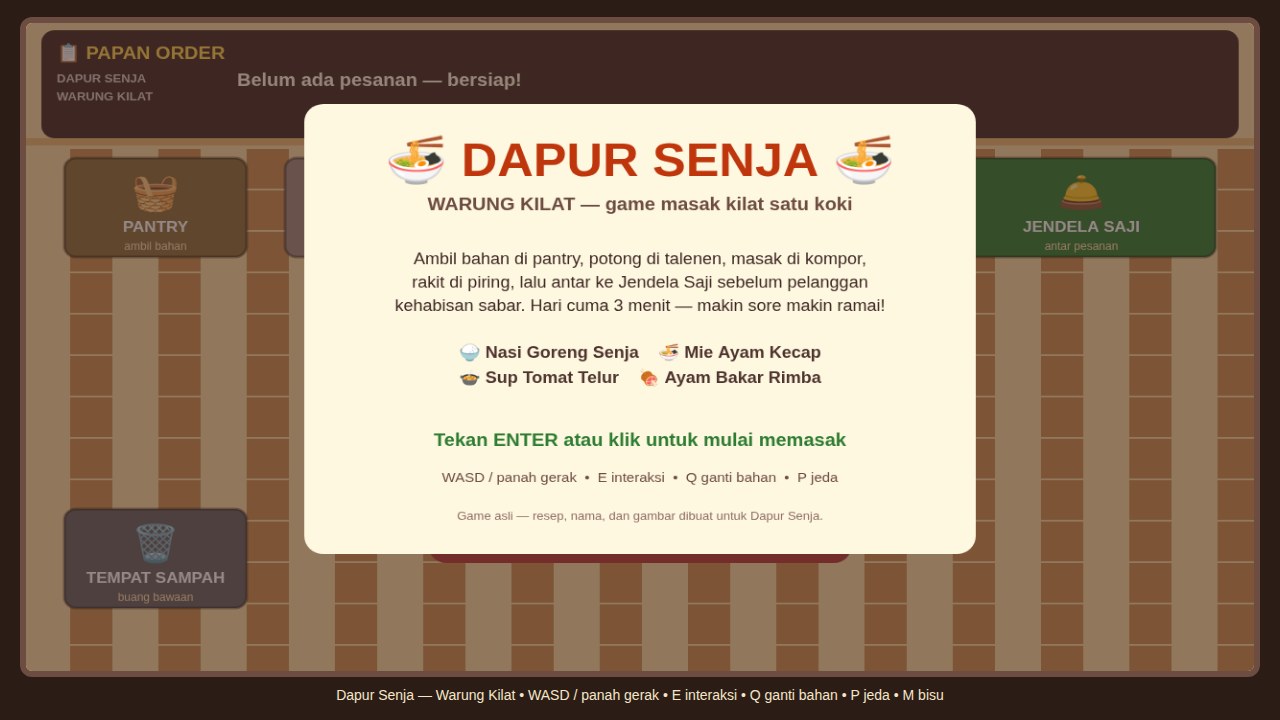 📋 PAPAN ORDER
DAPUR SENJA
WARUNG KILAT
Belum ada pesanan — bersiap!
🍜 DAPUR SENJA 🍜
WARUNG KILAT — game masak kilat satu koki
PANTRY
ambil bahan
JENDELA SAJI
antar pesanan
Ambil bahan di pantry, potong di talenen, masak di kompor,
rakit di piring, lalu antar ke Jendela Saji sebelum pelanggan
kehabisan sabar. Hari cuma 3 menit — makin sore makin ramai!
🍚 Nasi Goreng Senja 🍜 Mie Ayam Kecap
🍲 Sup Tomat Telur 🍖 Ayam Bakar Rimba
Tekan ENTER atau klik untuk mulai memasak
WASD / panah gerak • E interaksi • Q ganti bahan • P jeda
Game asli — resep, nama, dan gambar dibuat untuk Dapur Senja.
TEMPAT SAMPAH
buang bawaan
Dapur Senja — Warung Kilat • WASD / panah gerak • E interaksi • Q ganti bahan • P jeda • M bisu